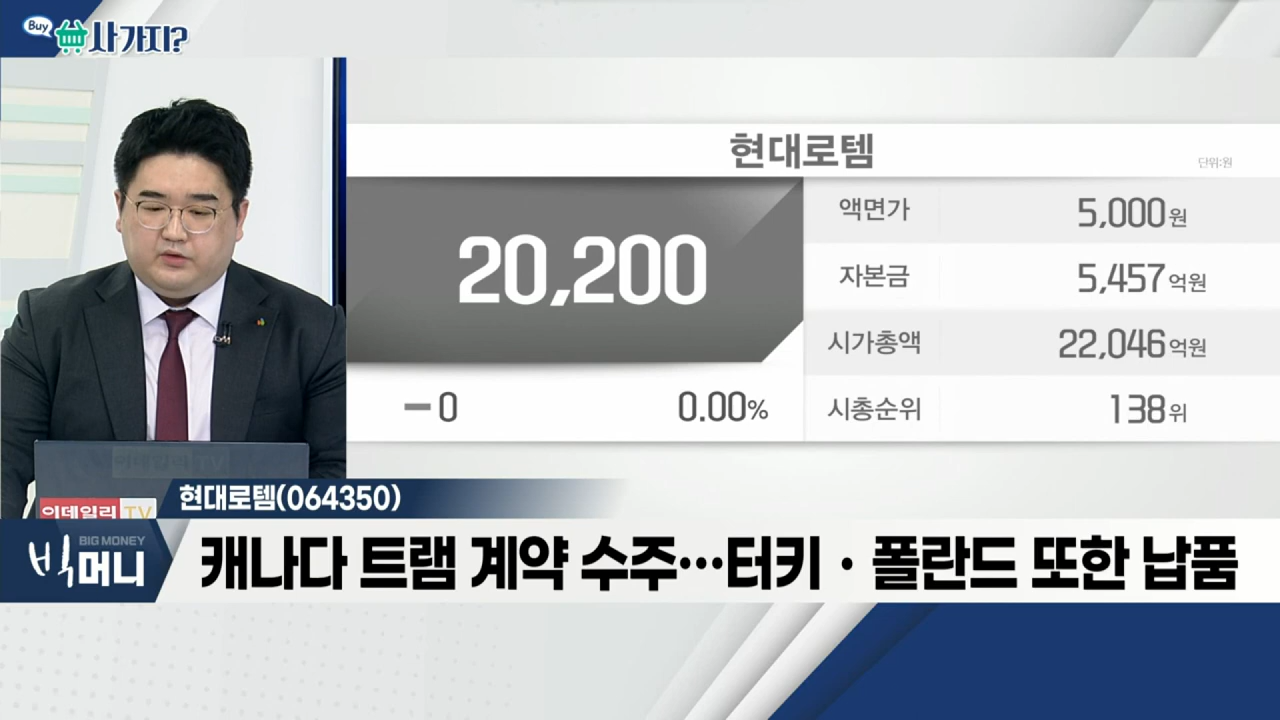 Buy
사가지?
현대로템
단위:원
20,200
0
0.00%
액면가 5,000원
자본금 5,457억원
시가총액 22,046억원
시총순위 138위
이데일리 TV
현대로템(064350)
BIG MONEY
빅머니
캐나다 트램 계약 수주…터키·폴란드 또한 납품